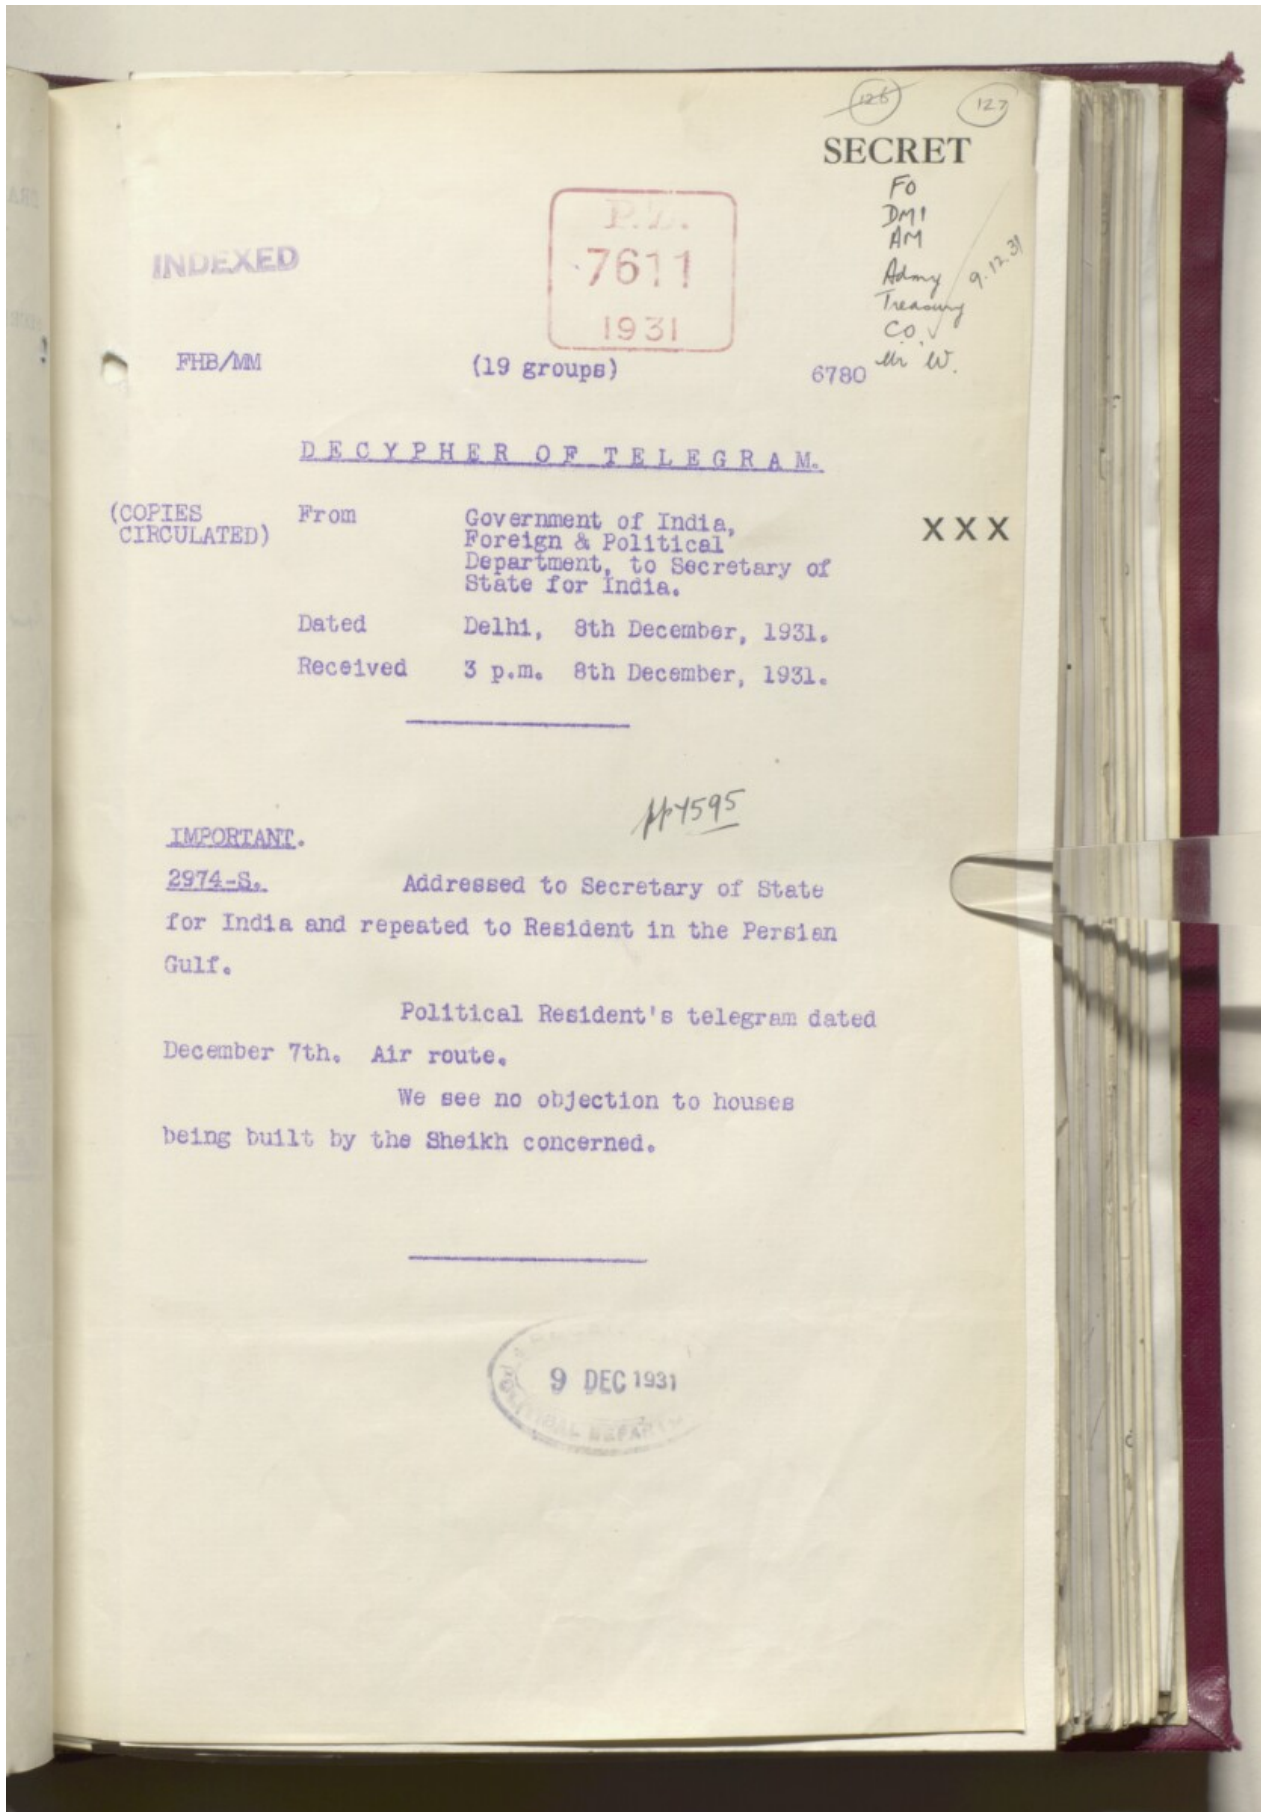 126 127
SECRET
FO
DMI
AM
Admy
Treasury
C.O.
Mr W.
9.12.31
P.Z.
7611
1931
INDEXED
FHB/MM (19 groups) 6780
DECYPHER OF TELEGRAM.
(COPIES CIRCULATED)
From Government of India,
Foreign & Political
Department, to Secretary of
State for India.
XXX
Dated Delhi, 8th December, 1931.
Received 3 p.m. 8th December, 1931.
IMPORTANT.
2974-S. Addressed to Secretary of State
for India and repeated to Resident in the Persian
Gulf.
Political Resident's telegram dated
December 7th. Air route.
We see no objection to houses
being built by the Sheikh concerned.
9 DEC 1931